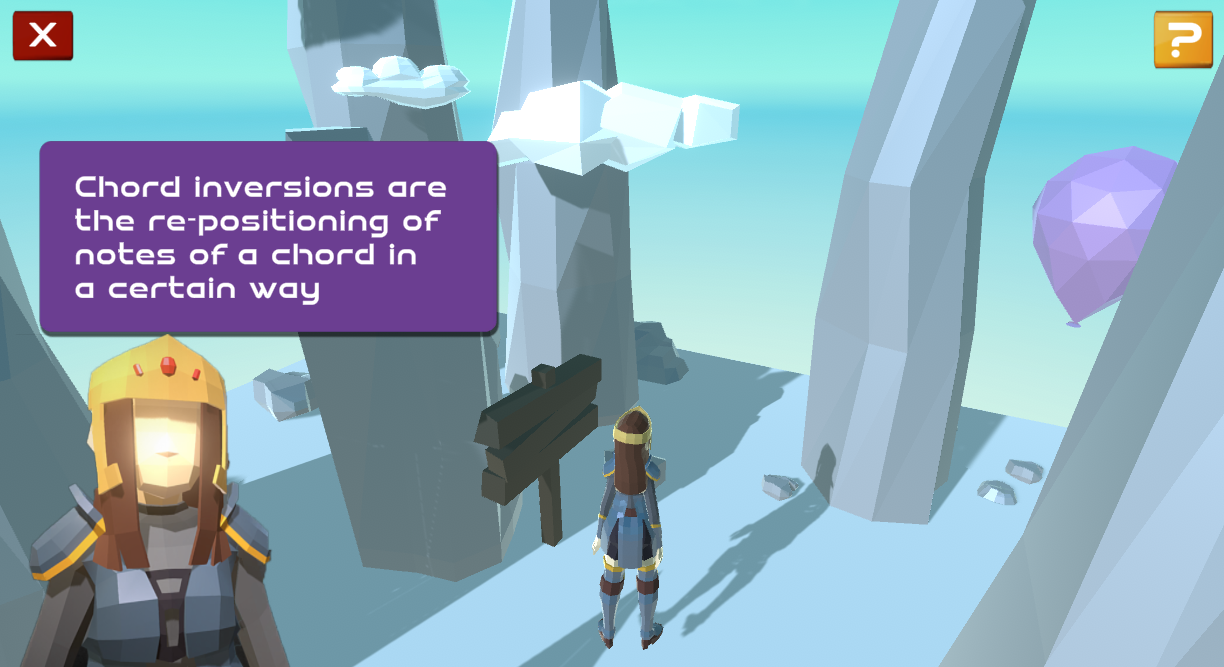 X
?
Chord inversions are
the re-positioning of
notes of a chord in
a certain way